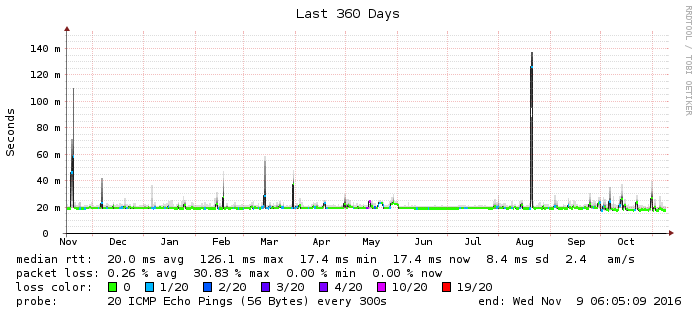 Last 360 Days
RRDTOOL / TOBI OETIKER
Seconds
140 m
120 m
100 m
80 m
60 m
40 m
20 m
0
Nov Dec Jan Feb Mar Apr May Jun Jul Aug Sep Oct
median rtt: 20.0 ms avg 126.1 ms max 17.4 ms min 17.4 ms now 8.4 ms sd 2.4 am/s
packet loss: 0.26 % avg 30.83 % max 0.00 % min 0.00 % now
loss color: 0 1/20 2/20 3/20 4/20 10/20 19/20
probe: 20 ICMP Echo Pings (56 Bytes) every 300s end: Wed Nov 9 06:05:09 2016